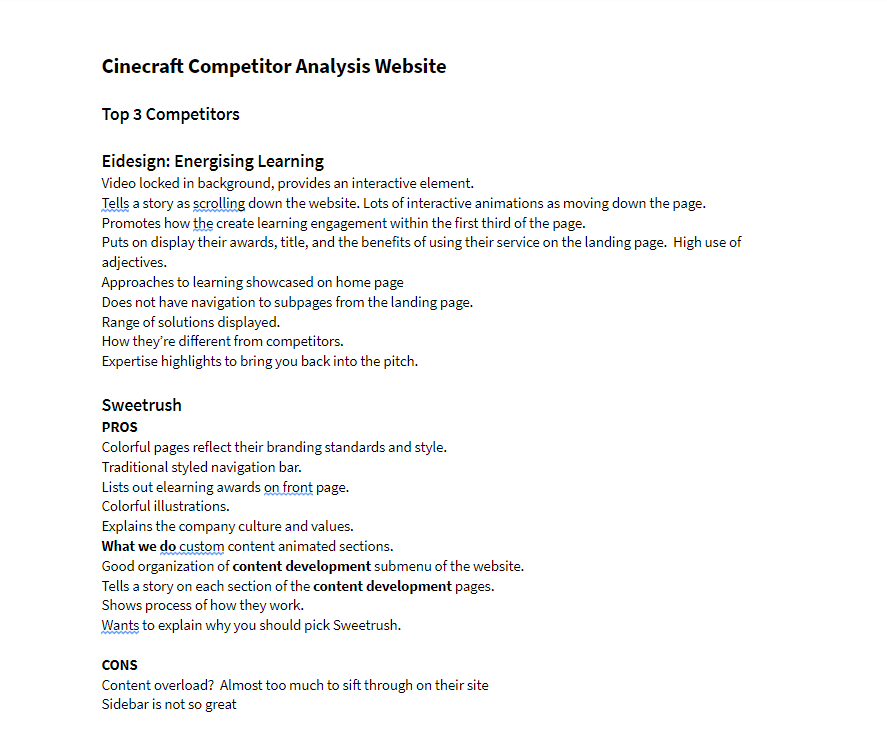 Cinecraft Competitor Analysis Website
Top 3 Competitors
Eidesign: Energising Learning
Video locked in background, provides an interactive element.
Tells a story as scrolling down the website. Lots of interactive animations as moving down the page.
Promotes how the create learning engagement within the first third of the page.
Puts on display their awards, title, and the benefits of using their service on the landing page.  High use of
adjectives.
Approaches to learning showcased on home page
Does not have navigation to subpages from the landing page.
Range of solutions displayed.
How they're different from competitors.
Expertise highlights to bring you back into the pitch.
Sweetrush
PROS
Colorful pages reflect their branding standards and style.
Traditional styled navigation bar.
Lists out elearning awards on front page.
Colorful illustrations.
Explains the company culture and values.
What we do custom content animated sections.
Good organization of content development submenu of the website.
Tells a story on each section of the content development pages.
Shows process of how they work.
Wants to explain why you should pick Sweetrush.
CONS
Content overload?  Almost too much to sift through on their site
Sidebar is not so great